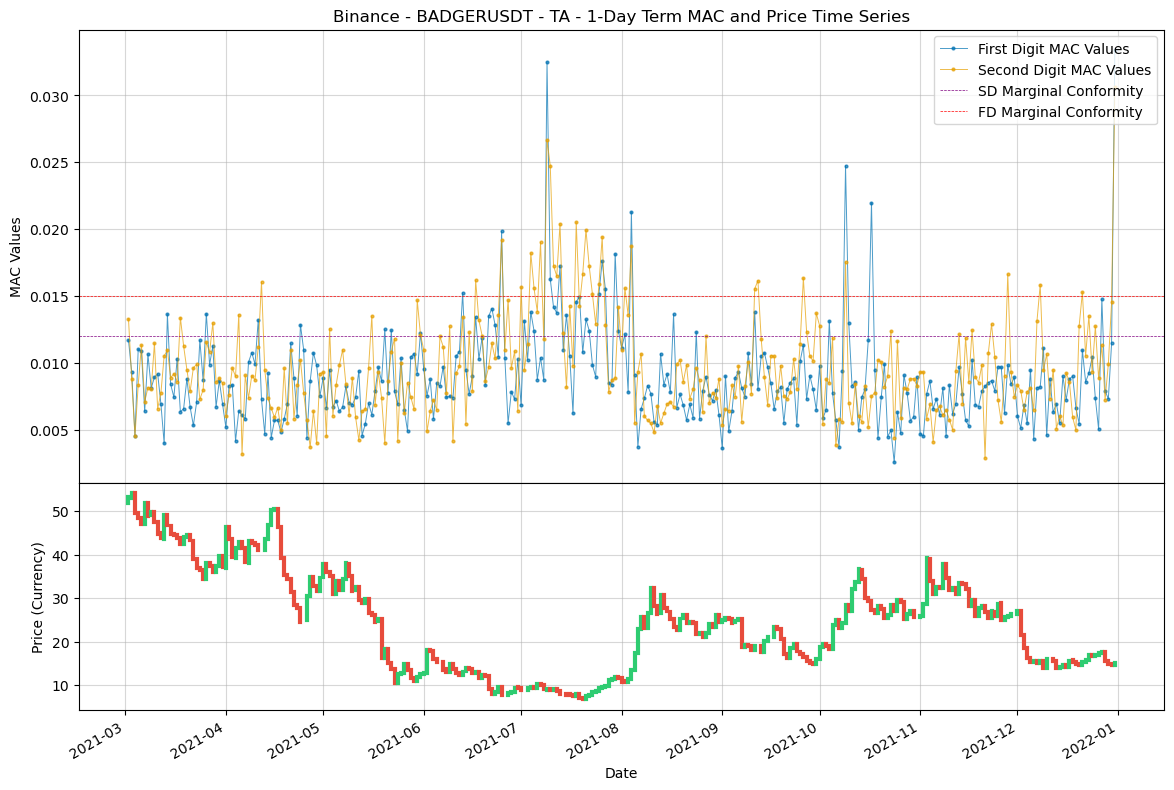 Binance - BADGERUSDT - TA - 1-Day Term MAC and Price Time Series
First Digit MAC Values
Second Digit MAC Values
SD Marginal Conformity
FD Marginal Conformity
MAC Values
0.030
0.025
0.020
0.015
0.010
0.005
Price (Currency)
50
40
30
20
10
2021-03
2021-04
2021-05
2021-06
2021-07
2021-08
2021-09
2021-10
2021-11
2021-12
2022-01
Date